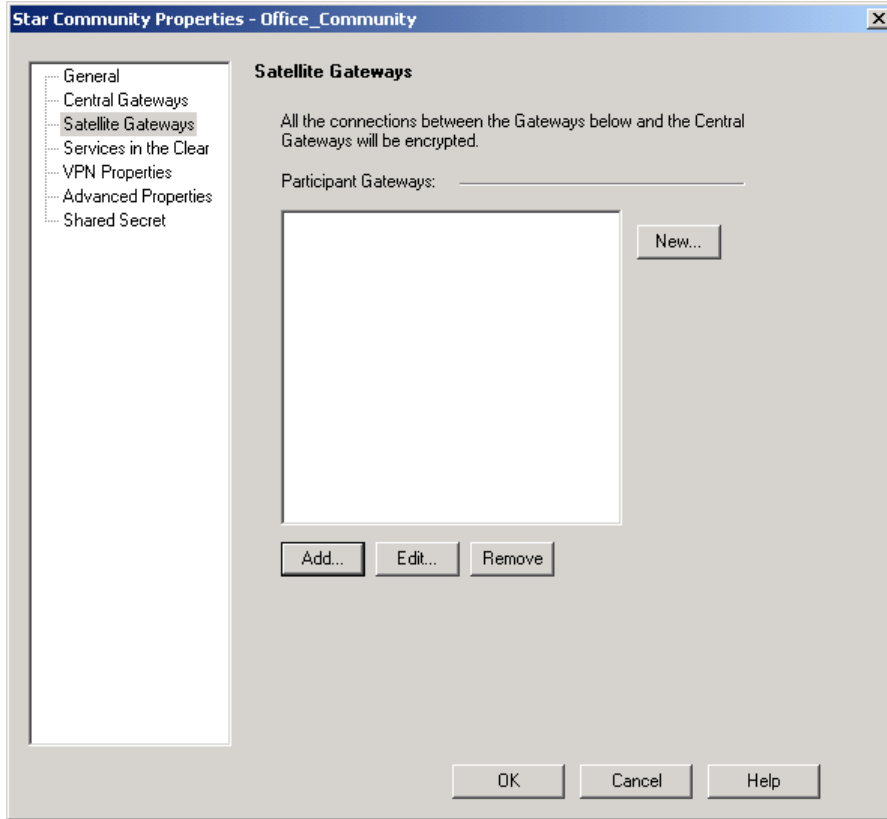 Star Community Properties - Office_Community
General
Central Gateways
Satellite Gateways
Services in the Clear
VPN Properties
Advanced Properties
Shared Secret
Satellite Gateways
All the connections between the Gateways below and the Central
Gateways will be encrypted.
Participant Gateways:
New...
Add...
Edit...
Remove
OK
Cancel
Help